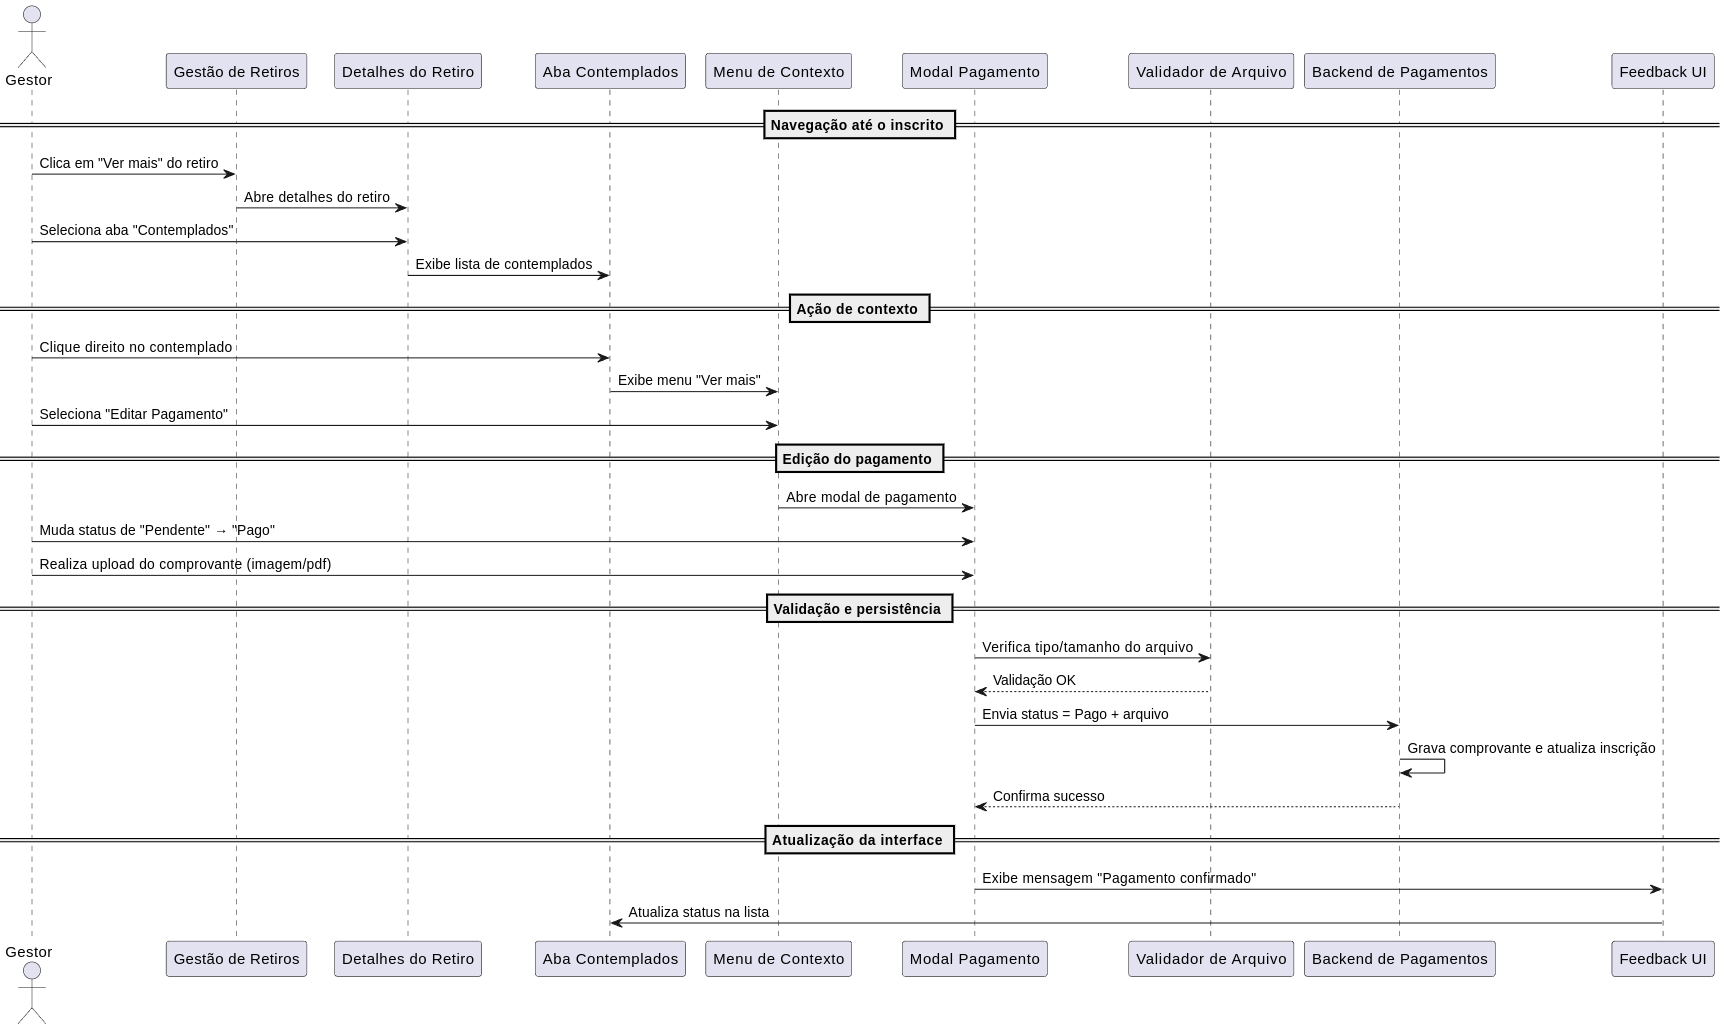 Gestor
Gestão de Retiros
Detalhes do Retiro
Aba Contemplados
Menu de Contexto
Modal Pagamento
Validador de Arquivo
Backend de Pagamentos
Feedback UI
Navegação até o inscrito
Clica em "Ver mais" do retiro
Abre detalhes do retiro
Seleciona aba "Contemplados"
Exibe lista de contemplados
Ação de contexto
Clique direito no contemplado
Exibe menu "Ver mais"
Seleciona "Editar Pagamento"
Edição do pagamento
Abre modal de pagamento
Muda status de "Pendente" → "Pago"
Realiza upload do comprovante (imagem/pdf)
Validação e persistência
Verifica tipo/tamanho do arquivo
Validação OK
Envia status = Pago + arquivo
Grava comprovante e atualiza inscrição
Confirma sucesso
Atualização da interface
Exibe mensagem "Pagamento confirmado"
Atualiza status na lista
Gestor
Gestão de Retiros
Detalhes do Retiro
Aba Contemplados
Menu de Contexto
Modal Pagamento
Validador de Arquivo
Backend de Pagamentos
Feedback UI